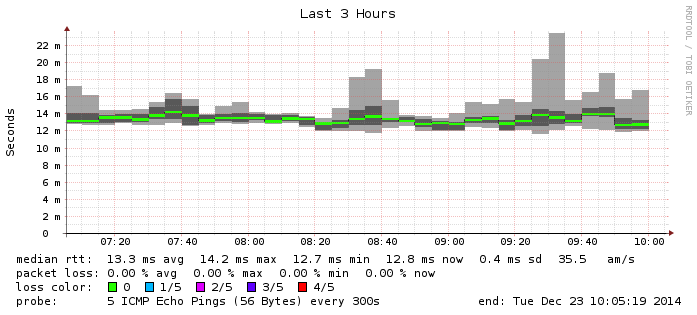 Last 3 Hours
RRDTOOL / TOBI OETIKER
Seconds
22 m
20 m
18 m
16 m
14 m
12 m
10 m
8 m
6 m
4 m
2 m
0
07:20 07:40 08:00 08:20 08:40 09:00 09:20 09:40 10:00
median rtt: 13.3 ms avg 14.2 ms max 12.7 ms min 12.8 ms now 0.4 ms sd 35.5 am/s
packet loss: 0.00 % avg 0.00 % max 0.00 % min 0.00 % now
loss color: 0 1/5 2/5 3/5 4/5
probe: 5 ICMP Echo Pings (56 Bytes) every 300s end: Tue Dec 23 10:05:19 2014